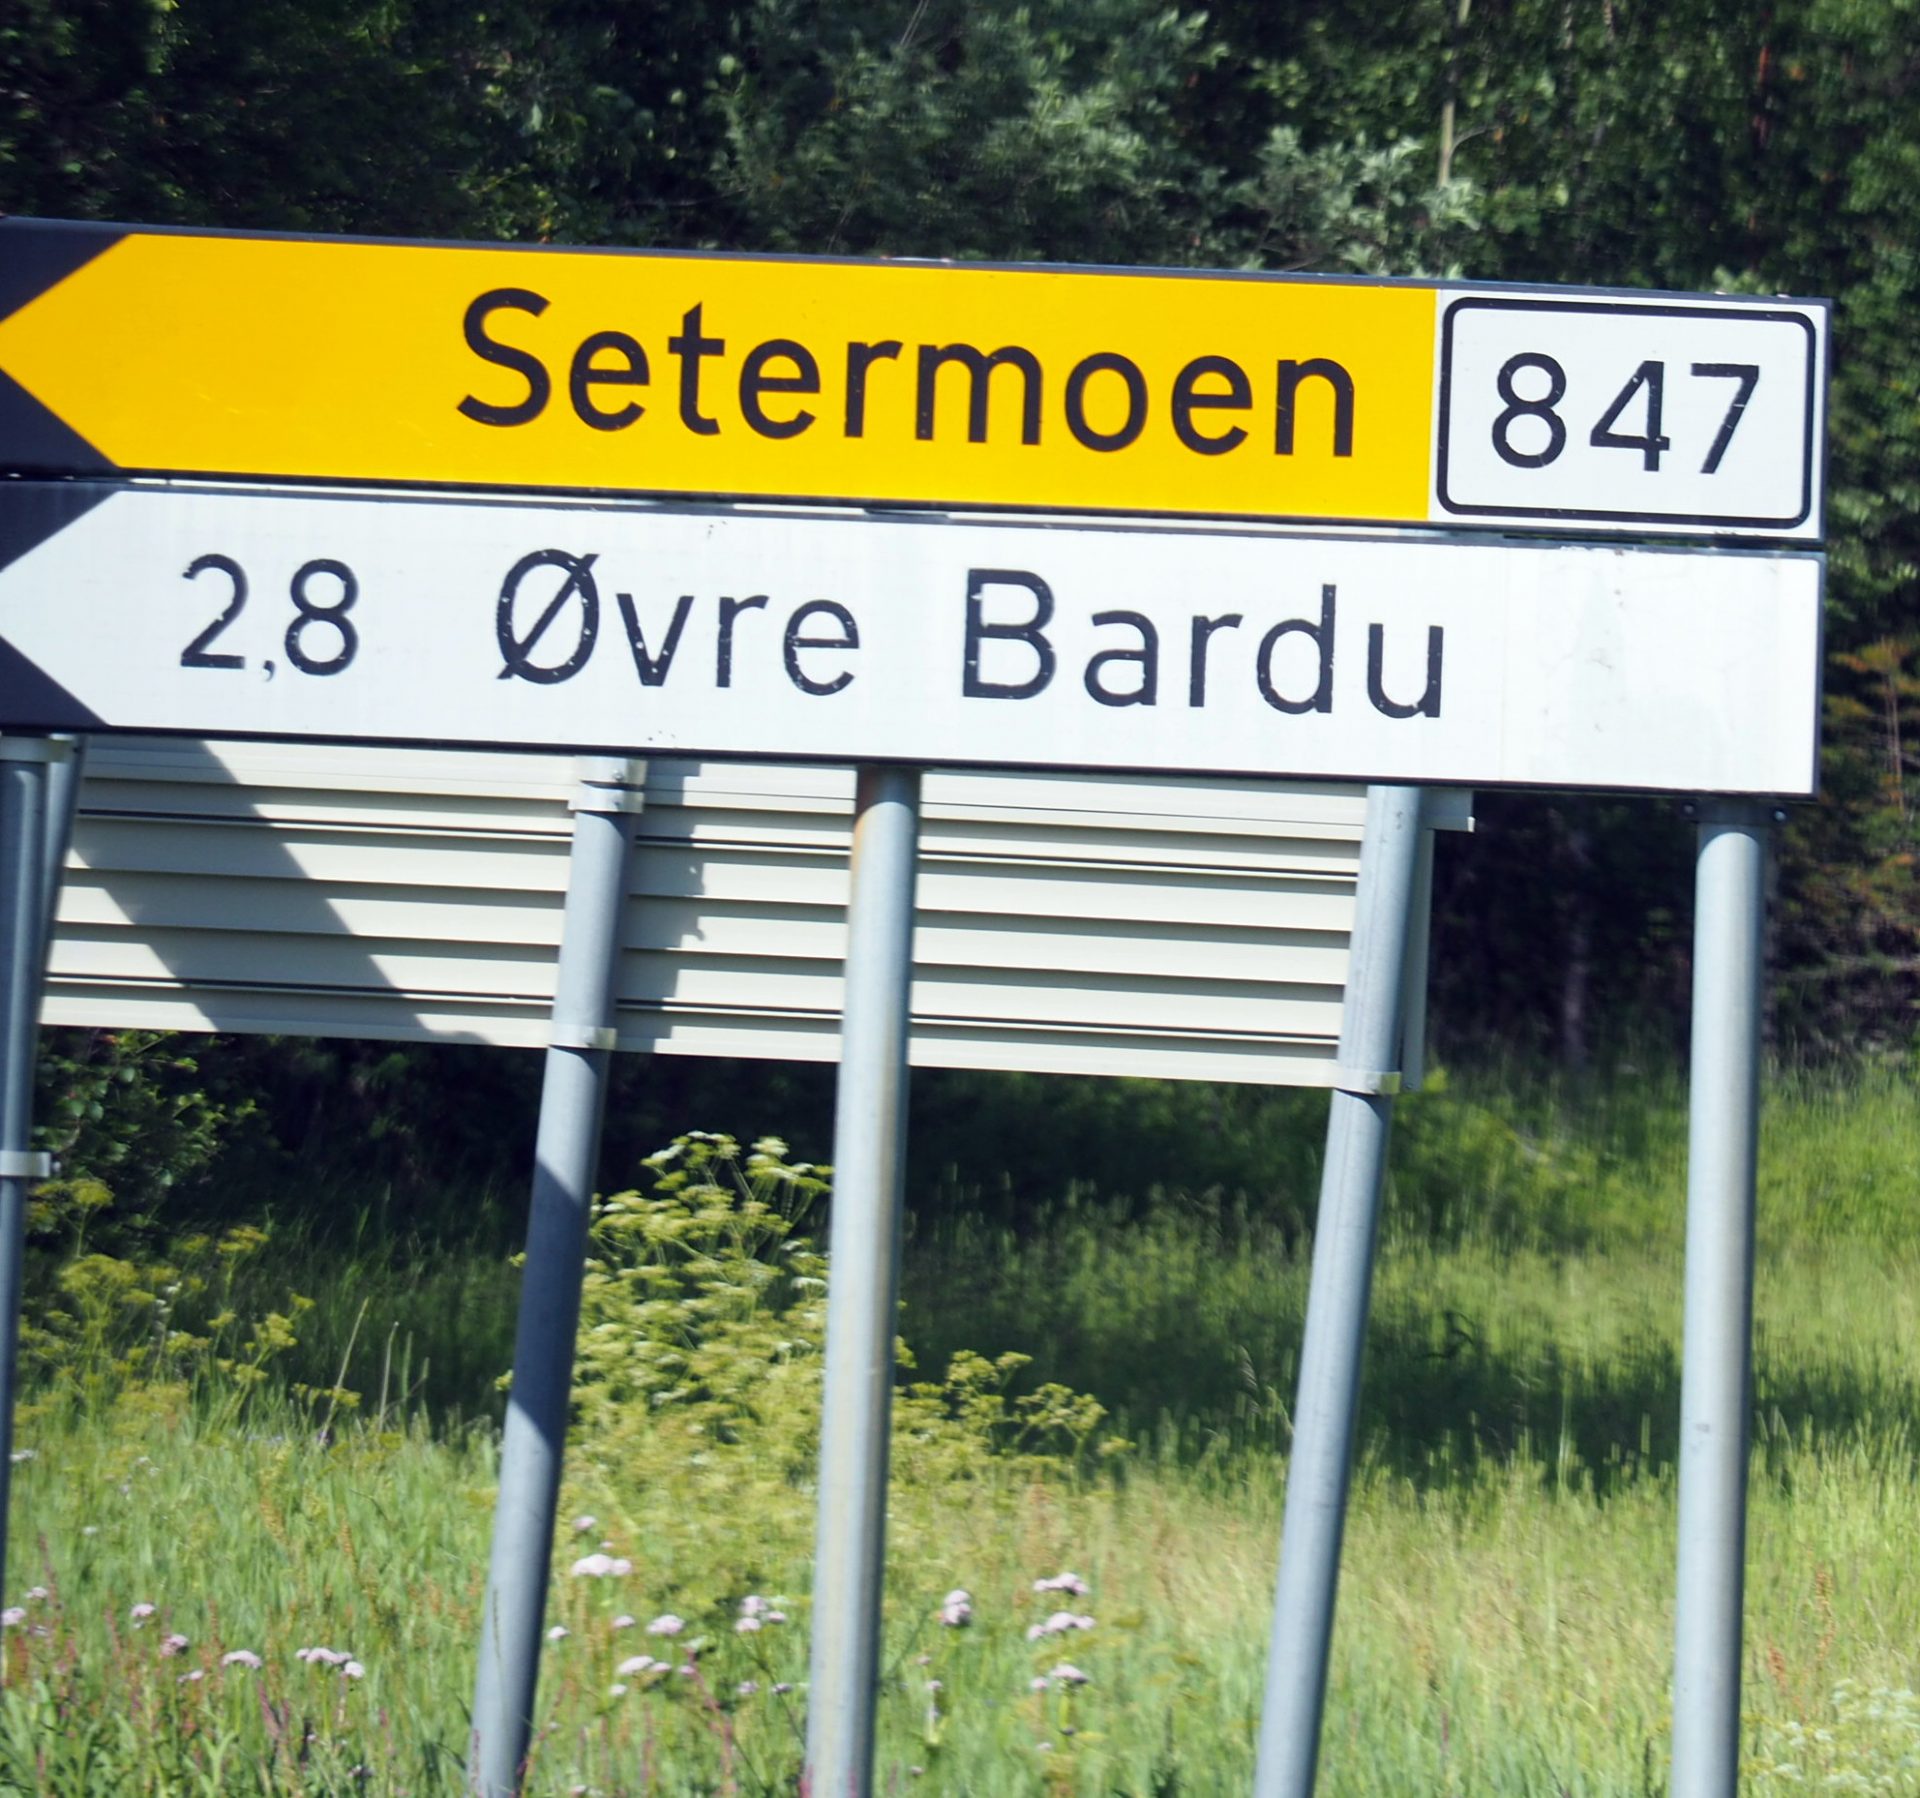 Setermoen 847
2,8 Øvre Bardu